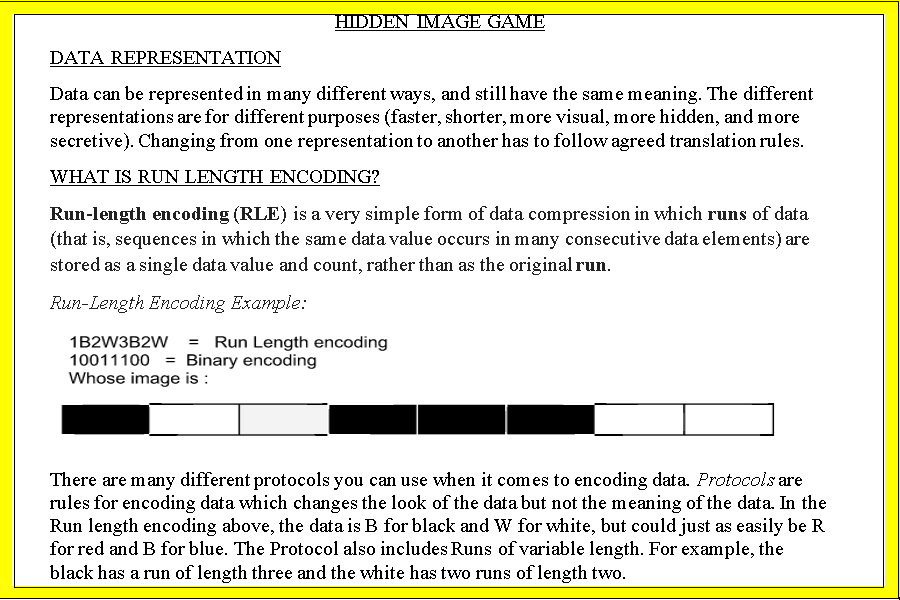 HIDDEN IMAGE GAME
DATA REPRESENTATION
Data can be represented in many different ways, and still have the same meaning. The different
representations are for different purposes (faster, shorter, more visual, more hidden, and more
secretive). Changing from one representation to another has to follow agreed translation rules.
WHAT IS RUN LENGTH ENCODING?
Run-length encoding (RLE) is a very simple form of data compression in which runs of data
(that is, sequences in which the same data value occurs in many consecutive data elements) are
stored as a single data value and count, rather than as the original run.
Run-Length Encoding Example:
1B2W3B2W = Run Length encoding
10011100 = Binary encoding
Whose image is :
There are many different protocols you can use when it comes to encoding data. Protocols are
rules for encoding data which changes the look of the data but not the meaning of the data. In the
Run length encoding above, the data is B for black and W for white, but could just as easily be R
for red and B for blue. The Protocol also includes Runs of variable length. For example, the
black has a run of length three and the white has two runs of length two.